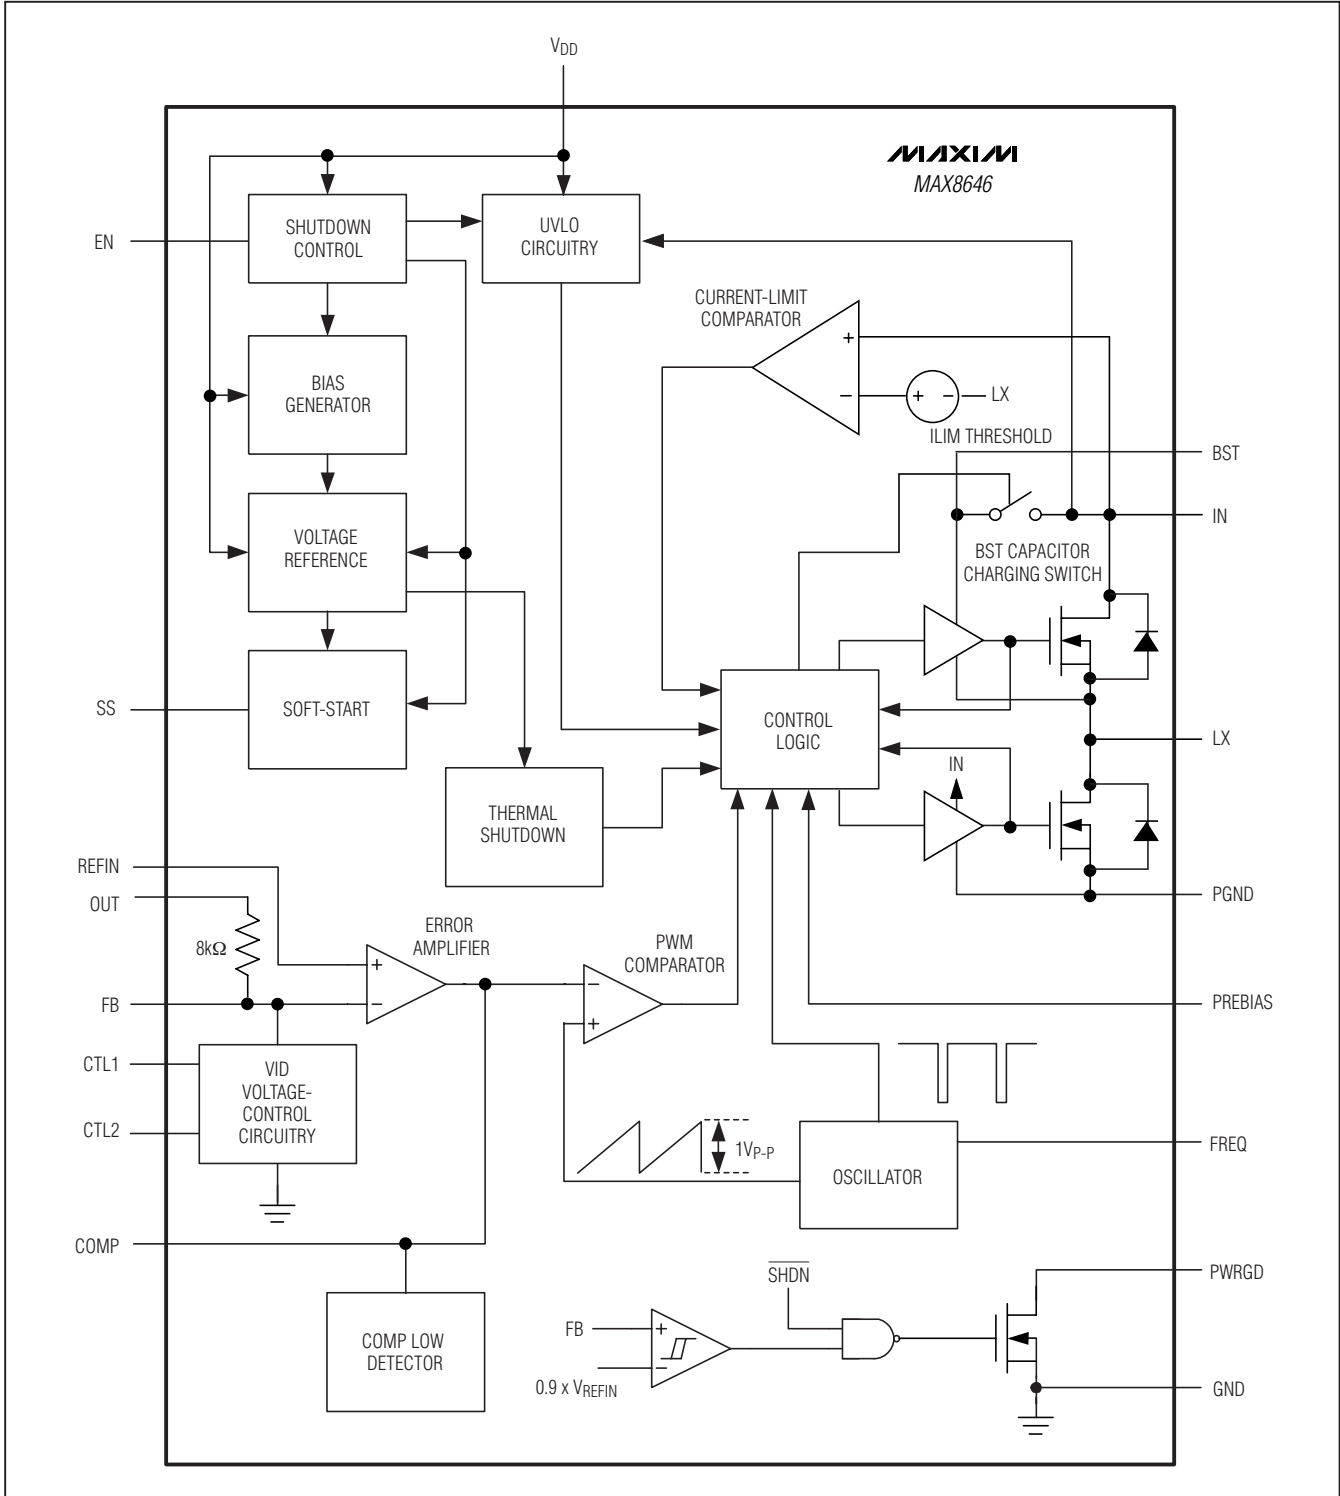 VDD
MAXIM
MAX8646
SHUTDOWN
CONTROL
UVLO
CIRCUITRY
EN
CURRENT-LIMIT
COMPARATOR
+
−
+ −
LX
ILIM THRESHOLD
BIAS
GENERATOR
BST
IN
BST CAPACITOR
CHARGING SWITCH
VOLTAGE
REFERENCE
SS
SOFT-START
CONTROL
LOGIC
LX
IN
THERMAL
SHUTDOWN
REFIN
OUT
PGND
8kΩ
ERROR
AMPLIFIER
+
−
PWM
COMPARATOR
−
+
FB
PREBIAS
CTL1
CTL2
VID
VOLTAGE-
CONTROL
CIRCUITRY
1VP-P
OSCILLATOR
FREQ
COMP
SHDN
PWRGD
COMP LOW
DETECTOR
FB
+
−
0.9 x VREFIN
GND